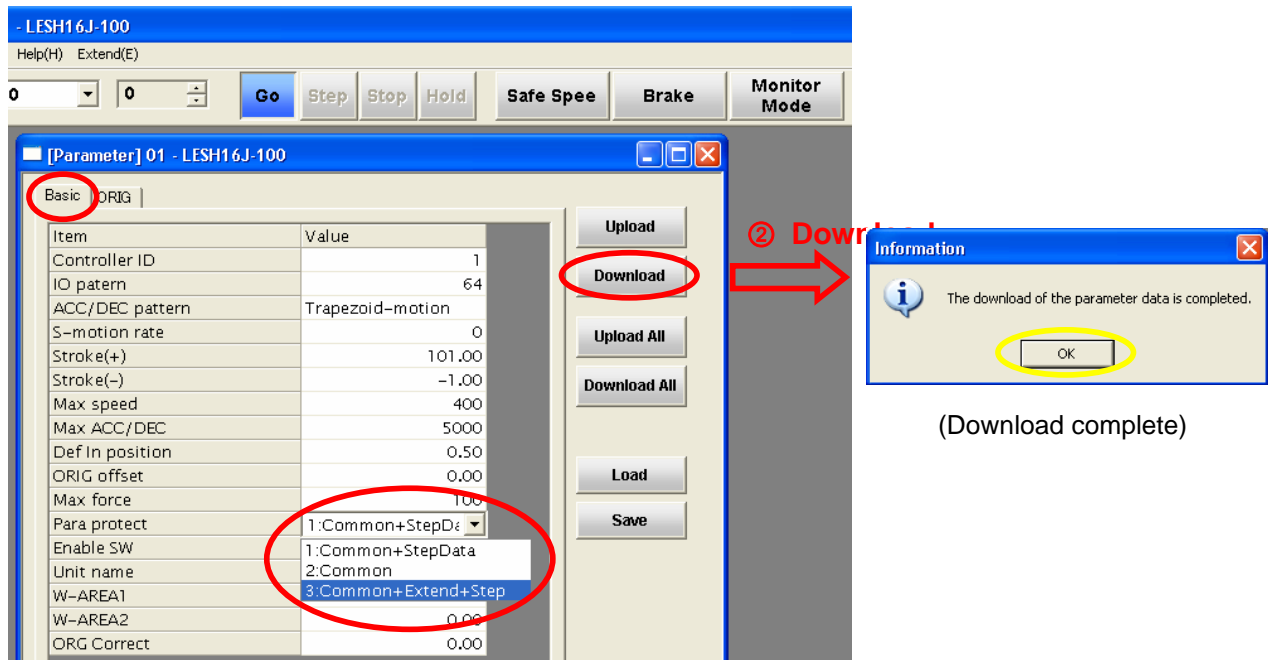 - LESH16J-100
Help(H) Extend(E)
0 0 Go Step Stop Hold Safe Spee Brake Monitor Mode
[Parameter] 01 - LESH16J-100
Basic ORIG
Item Value
Controller ID 1
IO patern 64
ACC/DEC pattern Trapezoid-motion
S-motion rate 0
Stroke(+) 101.00
Stroke(-) -1.00
Max speed 400
Max ACC/DEC 5000
Def In position 0.50
ORIG offset 0.00
Max force 100
Para protect 1:Common+StepDa
Enable SW 1:Common+StepData
Unit name 2:Common
W-AREA1 3:Common+Extend+Step
W-AREA2 0.00
ORG Correct 0.00
Upload
Download
Upload All
Download All
Load
Save
② Download
Information
The download of the parameter data is completed.
OK
(Download complete)